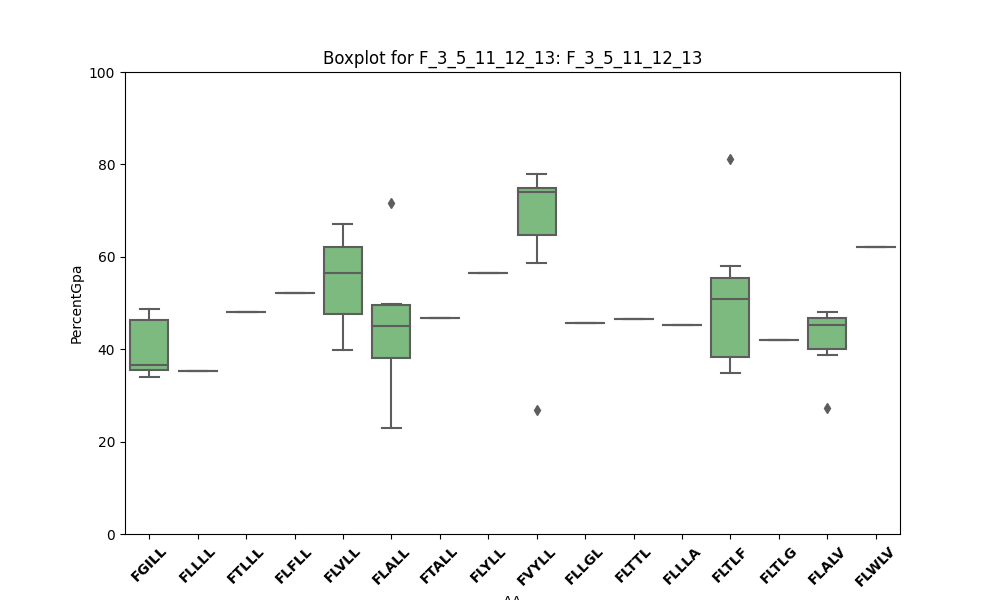 Boxplot for F_3_5_11_12_13: F_3_5_11_12_13
100
80
60
40
20
0
PercentGpa
FGILL FLLLL FTLLL FLFLL FLVLL FLALL FTALL FLYLL FVYLL FLLGL FLTTL FLLLA FLTLF FLTLG FLALV FLWLV
AA